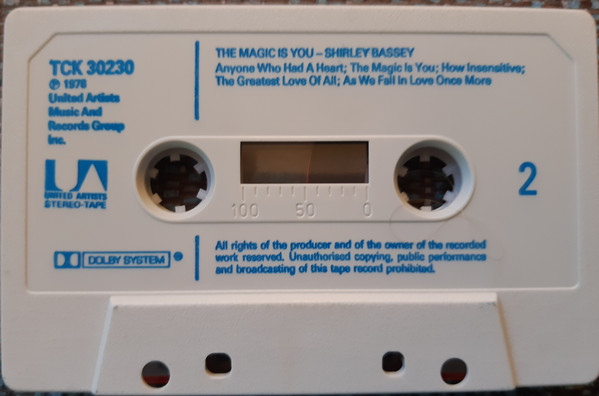 TCK 30230
℗ 1978
United Artists
Music And
Records Group
Inc.
UA
UNITED ARTISTS
STEREO-TAPE
DOLBY SYSTEM ®
THE MAGIC IS YOU – SHIRLEY BASSEY
Anyone Who Had A Heart; The Magic Is You; How Insensitive;
The Greatest Love Of All; As We Fall In Love Once More
100 50 0
2
All rights of the producer and of the owner of the recorded
work reserved. Unauthorised copying, public performance
and broadcasting of this tape record prohibited.